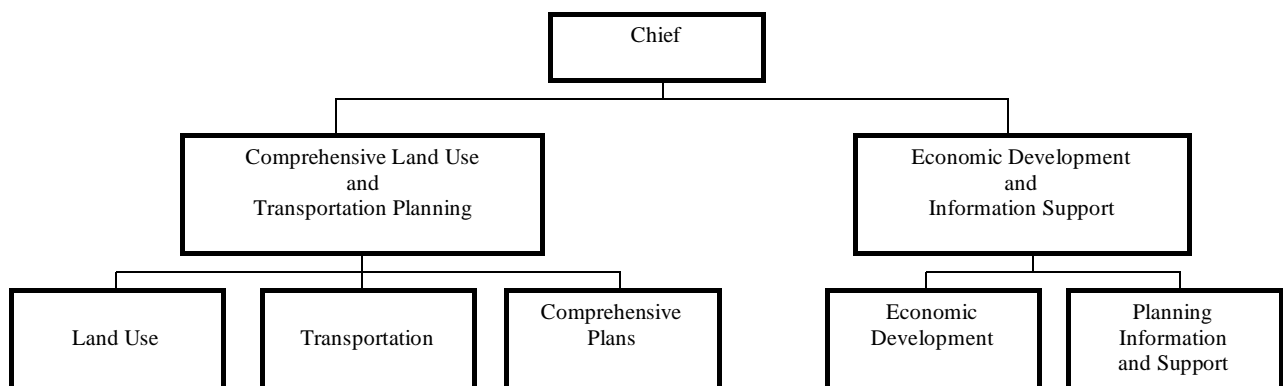 Chief
Comprehensive Land Use
and
Transportation Planning
Economic Development
and
Information Support
Land Use
Transportation
Comprehensive
Plans
Economic
Development
Planning
Information
and Support